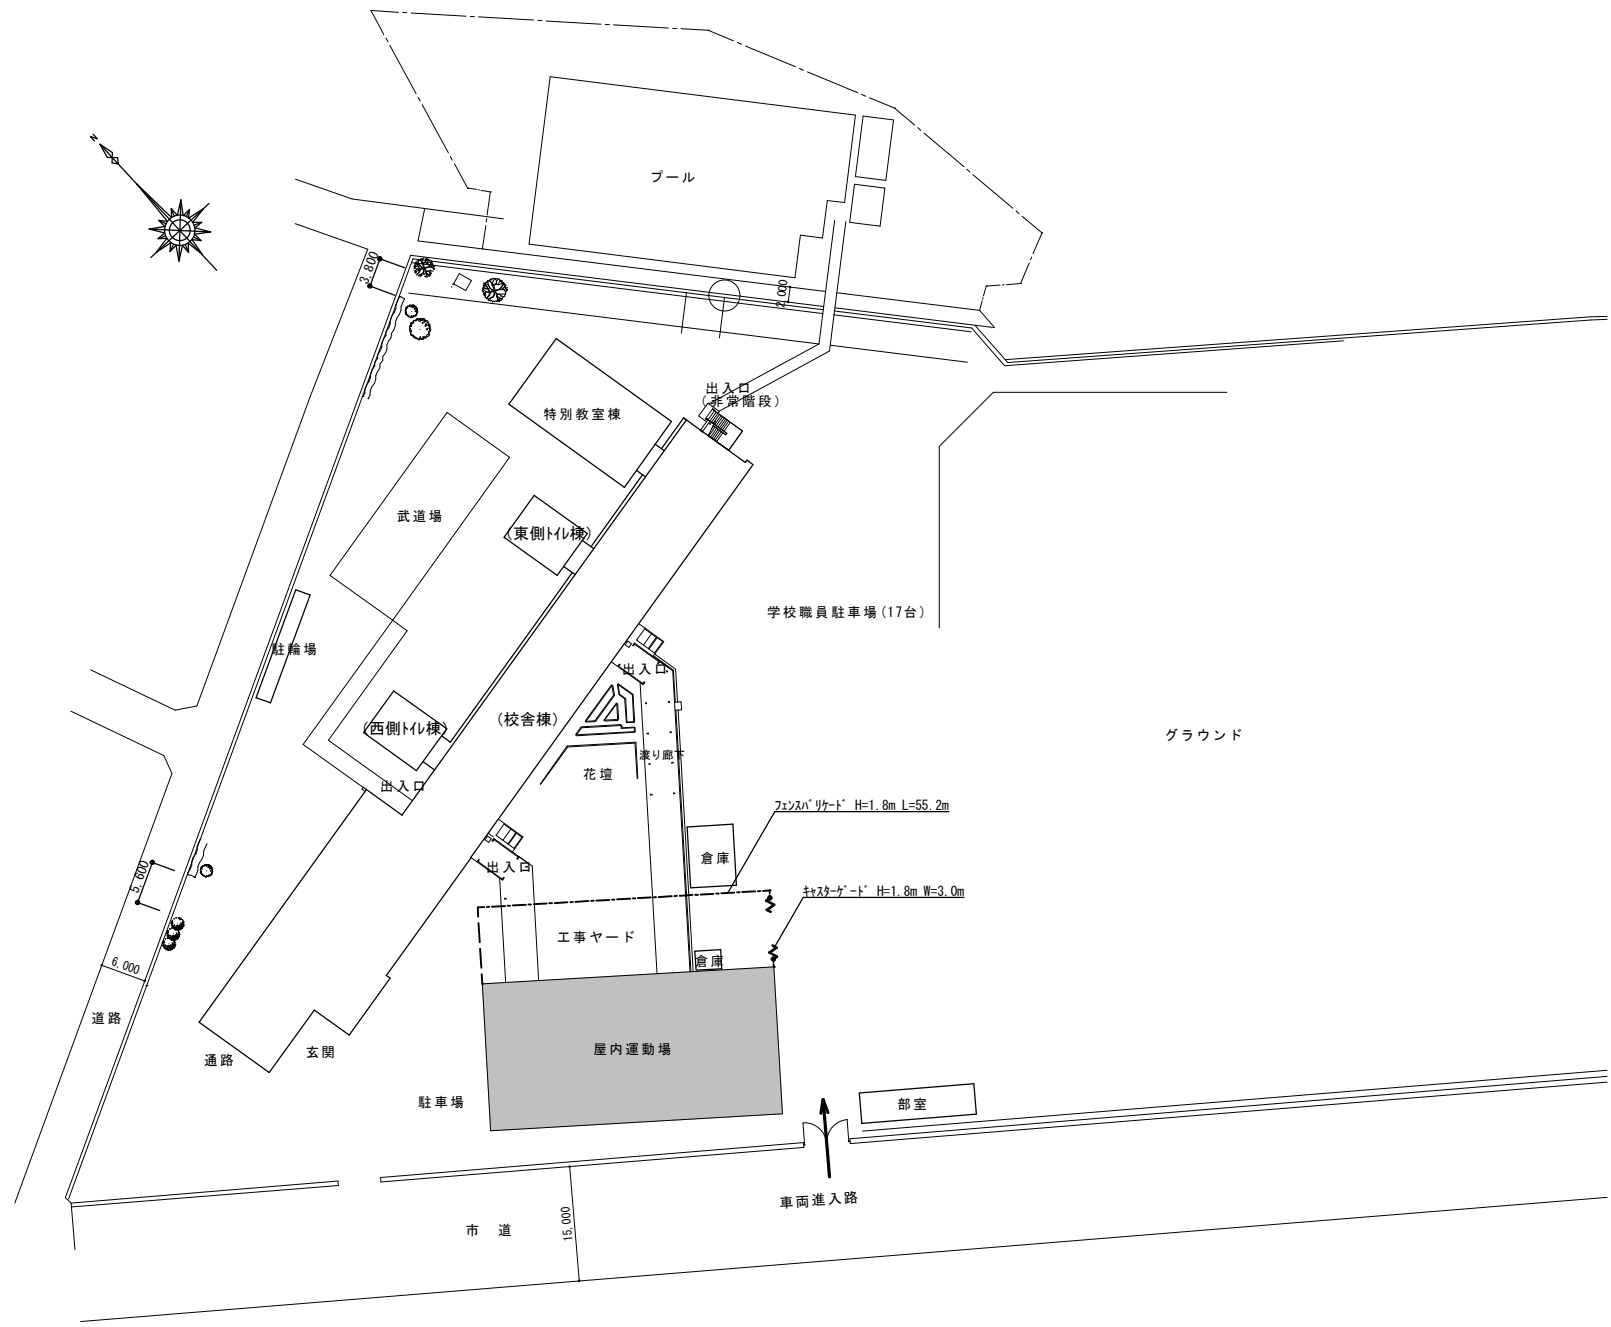 N
プール
3,800
2,000
出入口
(非常階段)
特別教室棟
武道場
(東側ﾄｲﾚ棟)
学校職員駐車場(17台)
駐輪場
出入口
(校舎棟)
(西側ﾄｲﾚ棟)
グラウンド
渡り廊下
花壇
出入口
ﾌｪﾝｽﾊﾞﾘｹｰﾄﾞ H=1.8m L=55.2m
倉庫
出入口
5,600
ｷｬｽﾀｰｹﾞｰﾄﾞ H=1.8m W=3.0m
工事ヤード
倉庫
6,000
道路
屋内運動場
玄関
通路
駐車場
部室
車両進入路
市 道
15,000